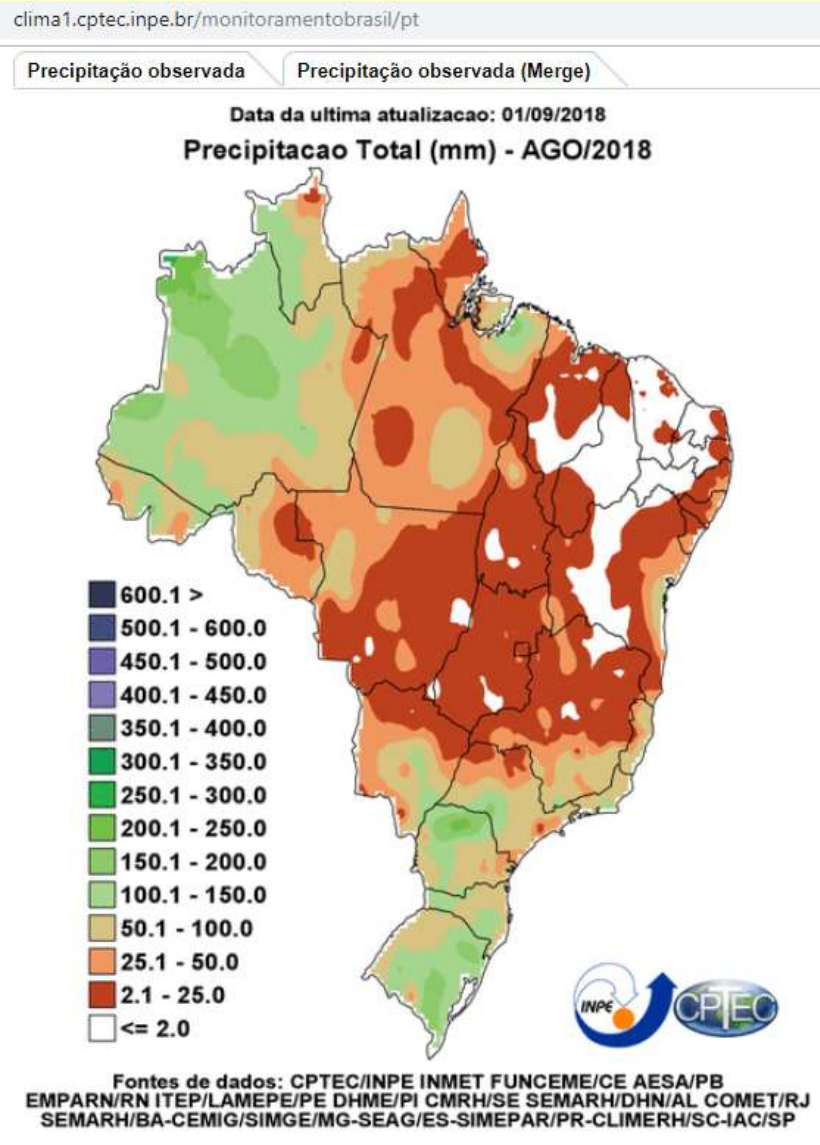 clima1.cptec.inpe.br/monitoramentobrasil/pt
Precipitação observada
Precipitação observada (Merge)
Data da ultima atualizacao: 01/09/2018
Precipitacao Total (mm) - AGO/2018
600.1 >
500.1 - 600.0
450.1 - 500.0
400.1 - 450.0
350.1 - 400.0
300.1 - 350.0
250.1 - 300.0
200.1 - 250.0
150.1 - 200.0
100.1 - 150.0
50.1 - 100.0
25.1 - 50.0
2.1 - 25.0
<= 2.0
INPE
CPTEC
Fontes de dados: CPTEC/INPE INMET FUNCEME/CE AESA/PB
EMPARN/RN ITEP/LAMEPE/PE DHME/PI CMRH/SE SEMARH/DHN/AL COMET/RJ
SEMARH/BA-CEMIG/SIMGE/MG-SEAG/ES-SIMEPAR/PR-CLIMERH/SC-IAC/SP